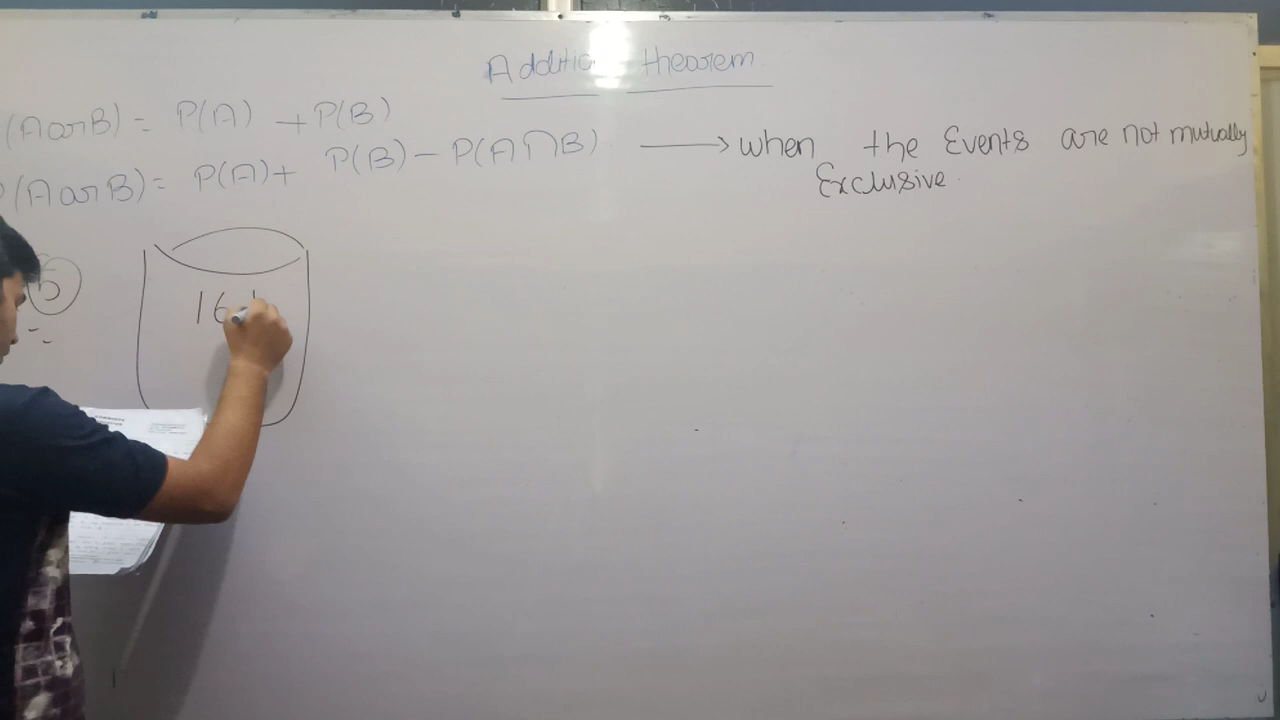 Addition theorem
(A or B) = P(A) + P(B)
P(A or B) = P(A) + P(B) - P(A∩B) ⟶ when the Events are not mutually
Exclusive.
5
16